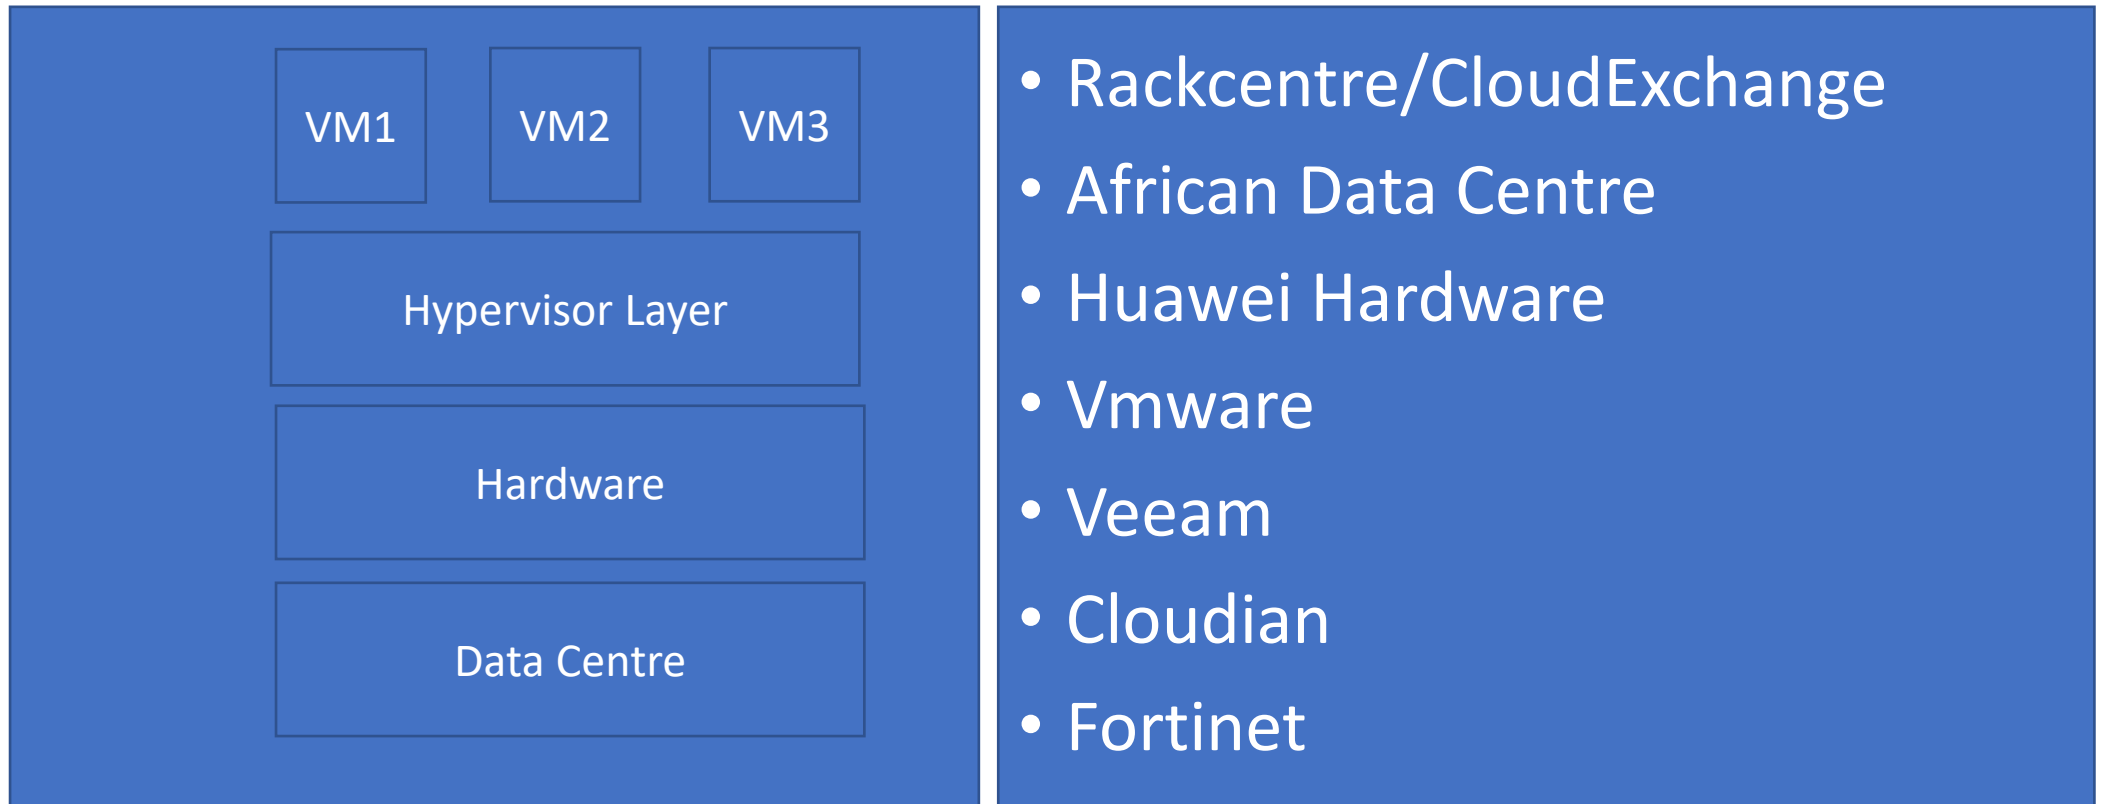 VM1
VM2
VM3
Hypervisor Layer
Hardware
Data Centre
• Rackcentre/CloudExchange
• African Data Centre
• Huawei Hardware
• Vmware
• Veeam
• Cloudian
• Fortinet